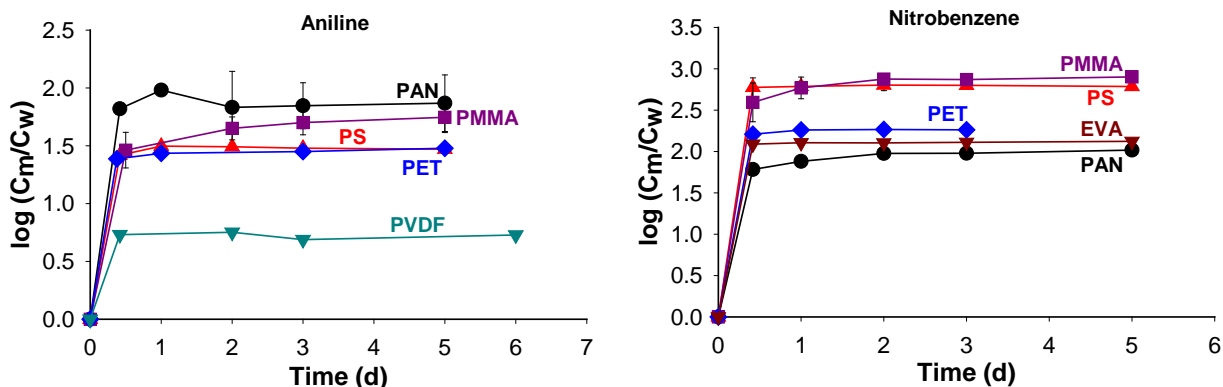 Aniline
log (Cm/Cw)
2.5
2.0
1.5
1.0
0.5
0.0
PAN
PMMA
PS
PET
PVDF
0 1 2 3 4 5 6 7
Time (d)
Nitrobenzene
log (Cm/Cw)
3.5
3.0
2.5
2.0
1.5
1.0
0.5
0.0
PMMA
PS
PET
EVA
PAN
0 1 2 3 4 5 6
Time (d)